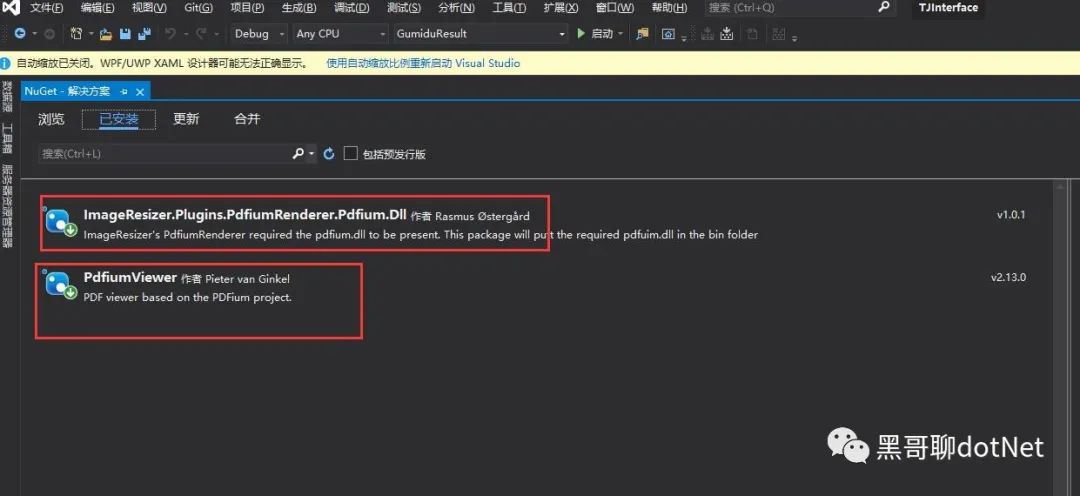 文件(F) 编辑(E) 视图(V) Git(G) 项目(P) 生成(B) 调试(D) 测试(S) 分析(N) 工具(T) 扩展(X) 窗口(W) 帮助(H) 搜索 (Ctrl+Q) TJInterface
Debug Any CPU GumiduResult 启动
自动缩放已关闭。WPF/UWP XAML 设计器可能无法正确显示。 使用自动缩放比例重新启动 Visual Studio
NuGet - 解决方案
浏览 已安装 更新 合并
搜索(Ctrl+L) 包括预发行版
工具箱
ImageResizer.Plugins.PdfiumRenderer.Pdfium.Dll 作者 Rasmus Østergård v1.0.1
ImageResizer's PdfiumRenderer required the pdfium.dll to be present. This package will putt the required pdfuim.dll in the bin folder
PdfiumViewer 作者 Pieter van Ginkel v2.13.0
PDF viewer based on the PDFium project.
黑哥聊dotNet